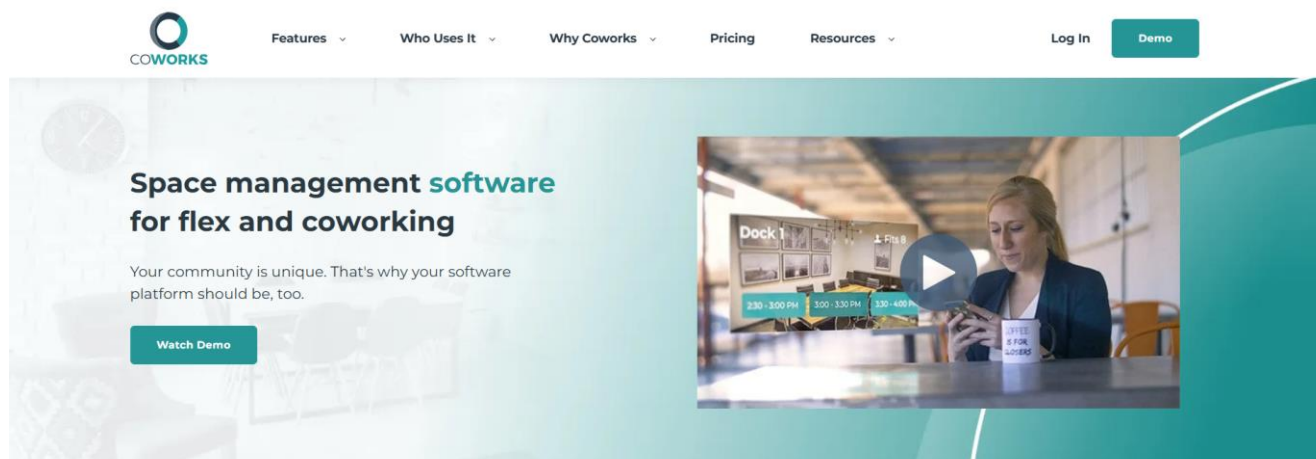 COWORKS
Features
Who Uses It
Why Coworks
Pricing
Resources
Log In
Demo
Space management software
for flex and coworking
Your community is unique. That's why your software
platform should be, too.
Watch Demo
Dock 1
Fits 8
2:30 - 3:00 PM
3:00 - 3:30 PM
3:30 - 4:00 P
COFFEE
IS FOR
CLOSERS